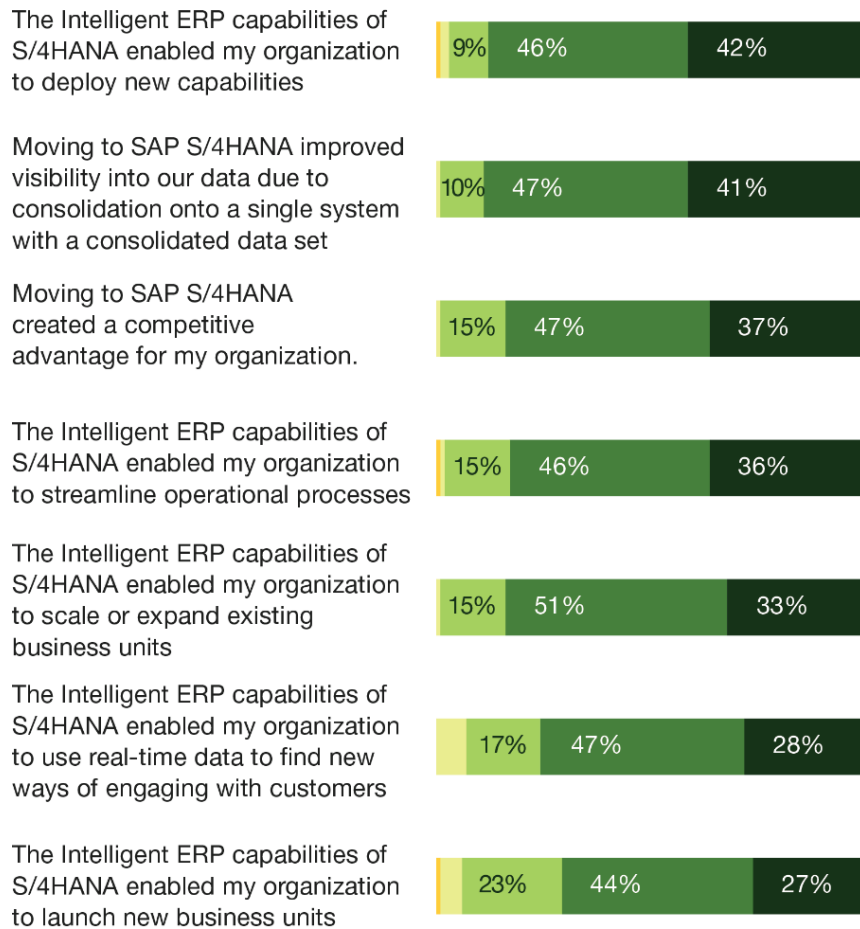 The Intelligent ERP capabilities of
S/4HANA enabled my organization
to deploy new capabilities
9% 46% 42%
Moving to SAP S/4HANA improved
visibility into our data due to
consolidation onto a single system
with a consolidated data set
10% 47% 41%
Moving to SAP S/4HANA
created a competitive
advantage for my organization.
15% 47% 37%
The Intelligent ERP capabilities of
S/4HANA enabled my organization
to streamline operational processes
15% 46% 36%
The Intelligent ERP capabilities of
S/4HANA enabled my organization
to scale or expand existing
business units
15% 51% 33%
The Intelligent ERP capabilities of
S/4HANA enabled my organization
to use real-time data to find new
ways of engaging with customers
17% 47% 28%
The Intelligent ERP capabilities of
S/4HANA enabled my organization
to launch new business units
23% 44% 27%